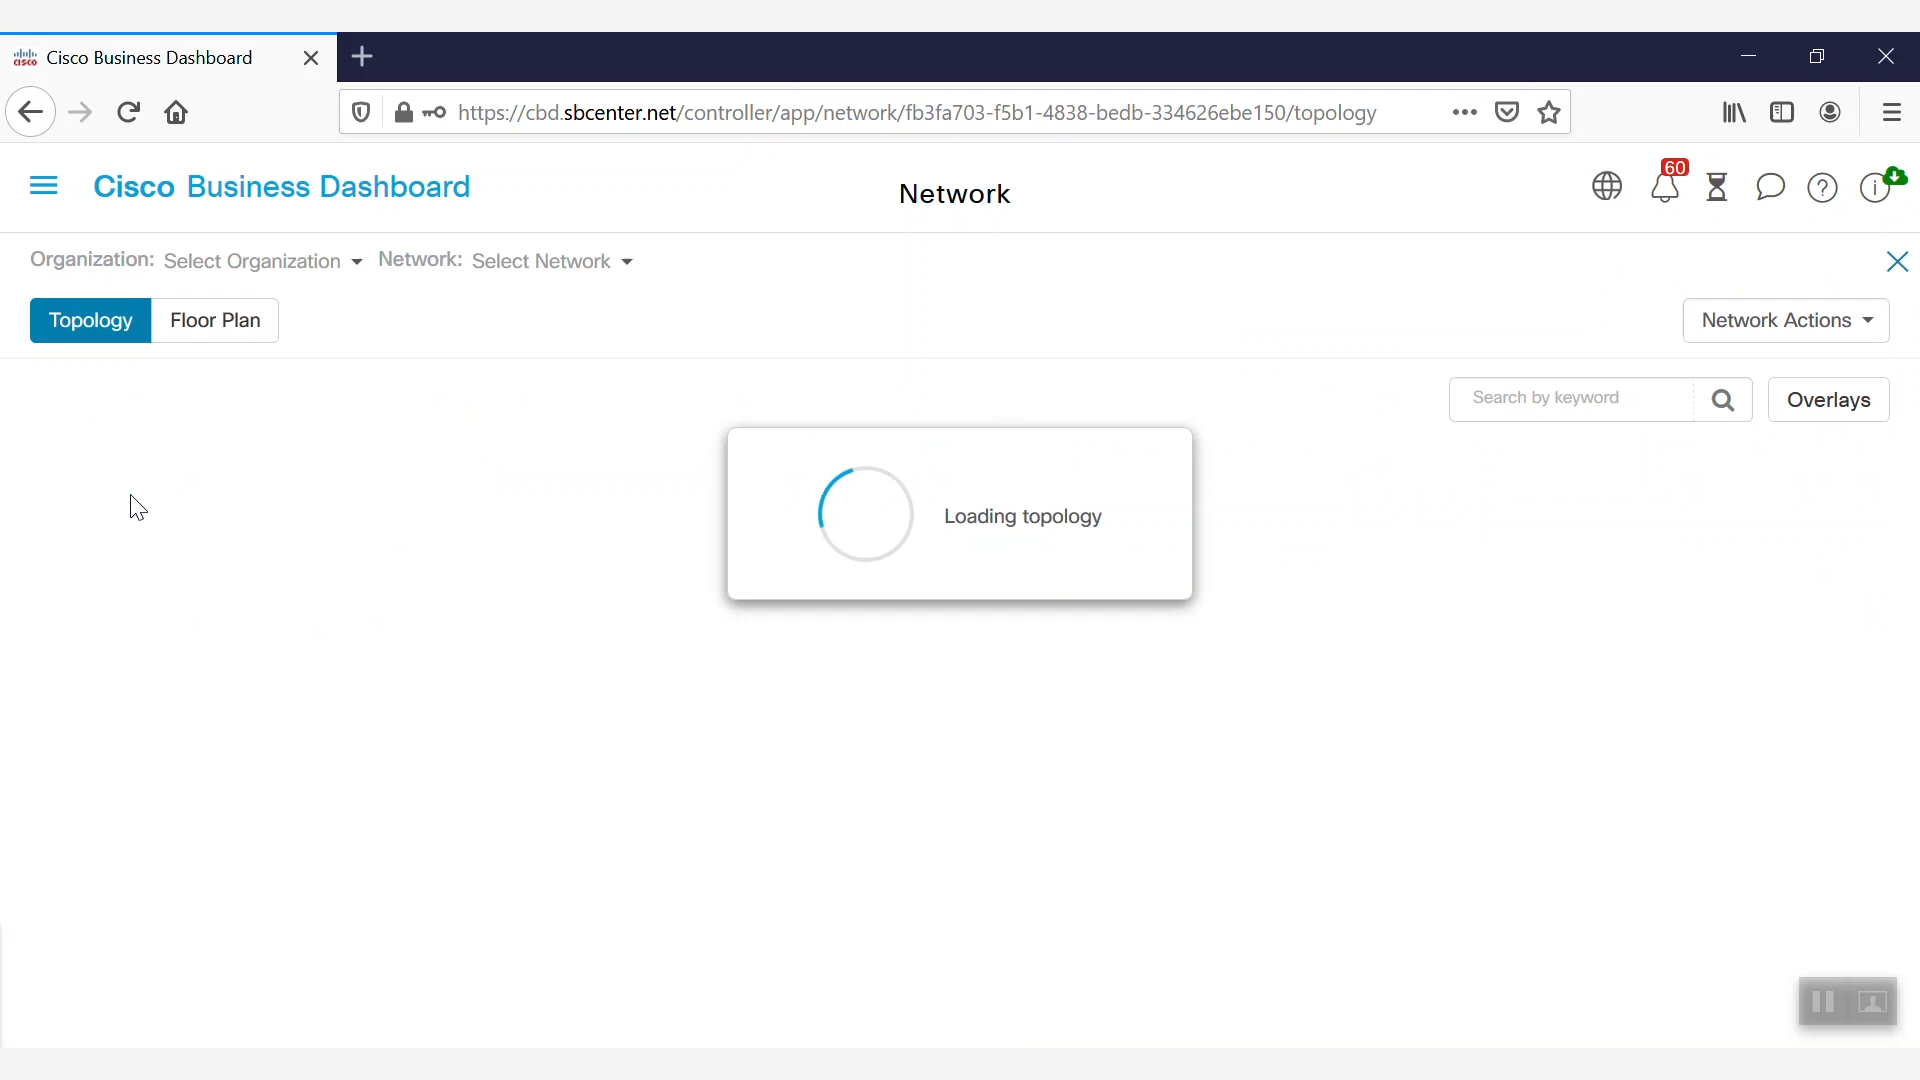 Cisco Business Dashboard
https://cbd.sbcenter.net/controller/app/network/fb3fa703-f5b1-4838-bedb-334626ebe150/topology
Cisco Business Dashboard
Network
60
Organization: Select Organization Network: Select Network
Topology Floor Plan
Network Actions
Search by keyword
Overlays
Loading topology